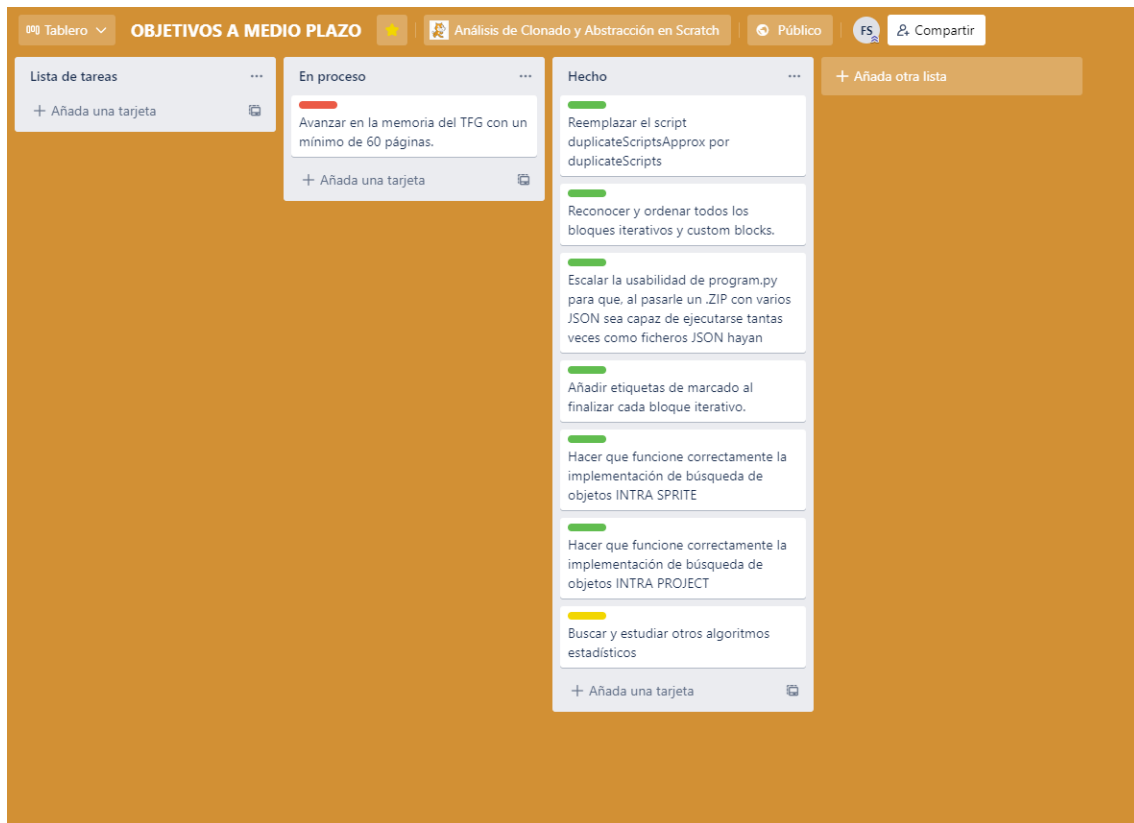 Tablero
OBJETIVOS A MEDIO PLAZO
Análisis de Clonado y Abstracción en Scratch
Público
FS
Compartir
Lista de tareas
Añada una tarjeta
En proceso
Avanzar en la memoria del TFG con un
mínimo de 60 páginas.
Añada una tarjeta
Hecho
Reemplazar el script
duplicateScriptsApprox por
duplicateScripts
Reconocer y ordenar todos los
bloques iterativos y custom blocks.
Escalar la usabilidad de program.py
para que, al pasarle un .ZIP con varios
JSON sea capaz de ejecutarse tantas
veces como ficheros JSON hayan
Añadir etiquetas de marcado al
finalizar cada bloque iterativo.
Hacer que funcione correctamente la
implementación de búsqueda de
objetos INTRA SPRITE
Hacer que funcione correctamente la
implementación de búsqueda de
objetos INTRA PROJECT
Buscar y estudiar otros algoritmos
estadísticos
Añada una tarjeta
Añada otra lista